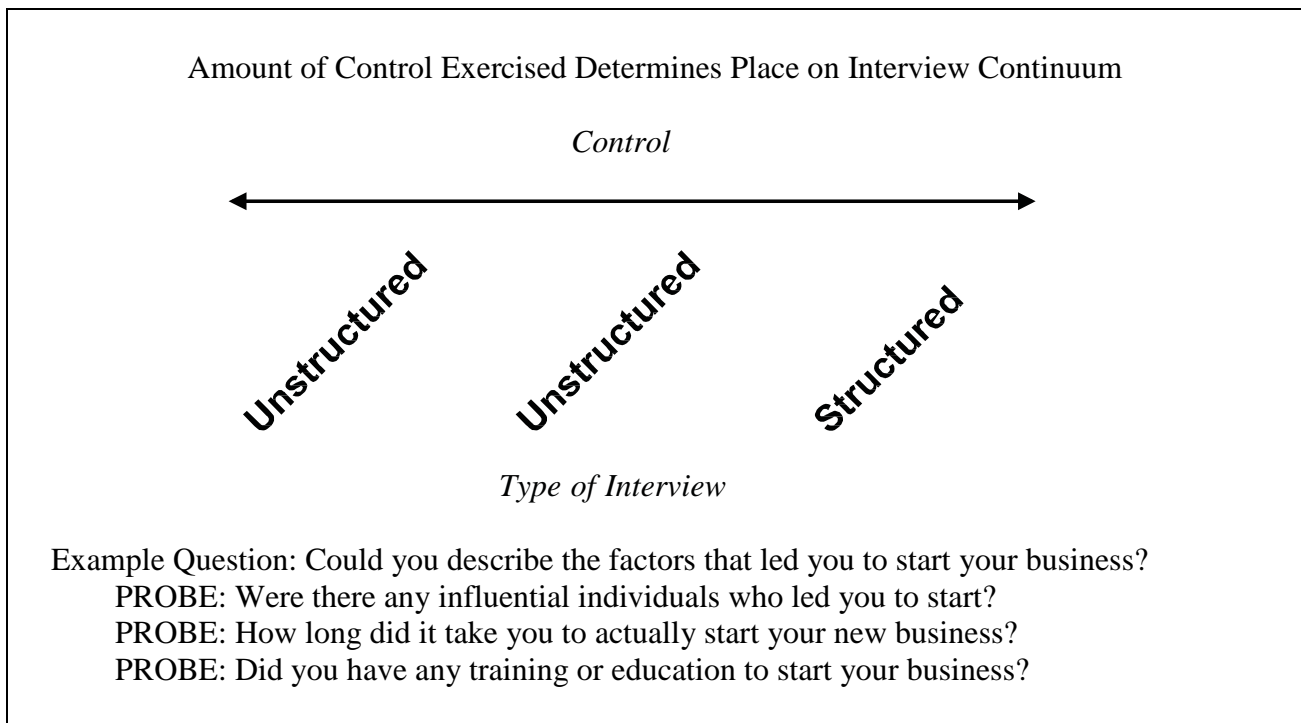 Amount of Control Exercised Determines Place on Interview Continuum
Control
Unstructured
Unstructured
Structured
Type of Interview
Example Question: Could you describe the factors that led you to start your business?
PROBE: Were there any influential individuals who led you to start?
PROBE: How long did it take you to actually start your new business?
PROBE: Did you have any training or education to start your business?